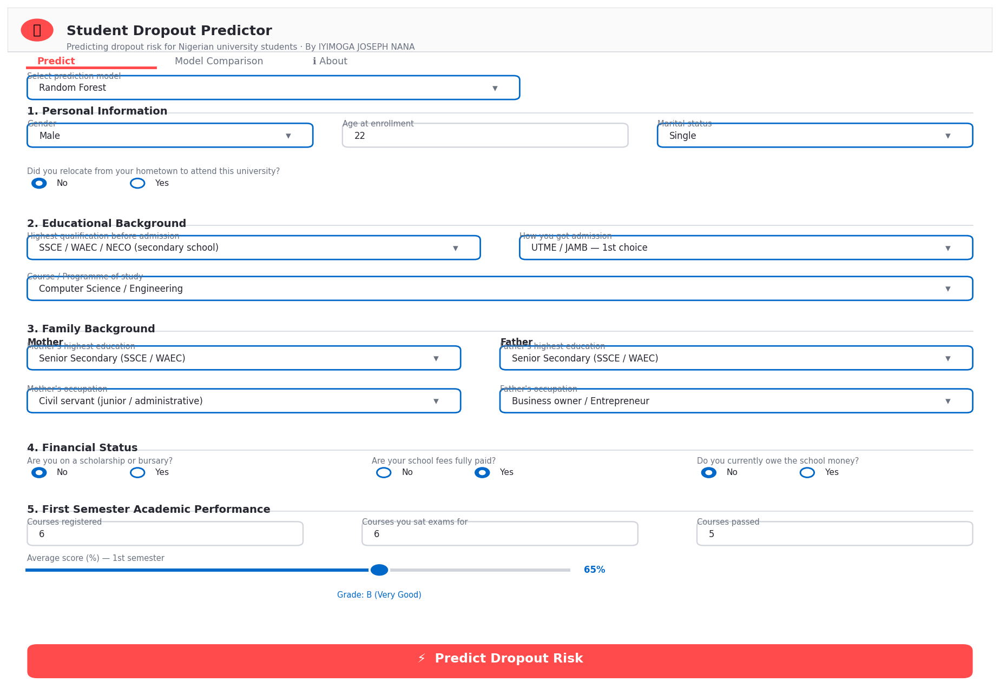 Student Dropout Predictor
Predicting dropout risk for Nigerian university students · By IYIMOGA JOSEPH NANA
Predict Model Comparison ℹ About
Select prediction model
Random Forest ▼
1. Personal Information
Gender Age at enrollment Marital status
Male ▼ 22 Single ▼
Did you relocate from your hometown to attend this university?
No Yes
2. Educational Background
Highest qualification before admission How you got admission
SSCE / WAEC / NECO (secondary school) ▼ UTME / JAMB — 1st choice ▼
Course / Programme of study
Computer Science / Engineering ▼
3. Family Background
Mother Father
Mother's highest education Father's highest education
Senior Secondary (SSCE / WAEC) ▼ Senior Secondary (SSCE / WAEC) ▼
Mother's occupation Father's occupation
Civil servant (junior / administrative) ▼ Business owner / Entrepreneur ▼
4. Financial Status
Are you on a scholarship or bursary? Are your school fees fully paid? Do you currently owe the school money?
No Yes No Yes No Yes
5. First Semester Academic Performance
Courses registered Courses you sat exams for Courses passed
6 6 5
Average score (%) — 1st semester
65%
Grade: B (Very Good)
⚡ Predict Dropout Risk